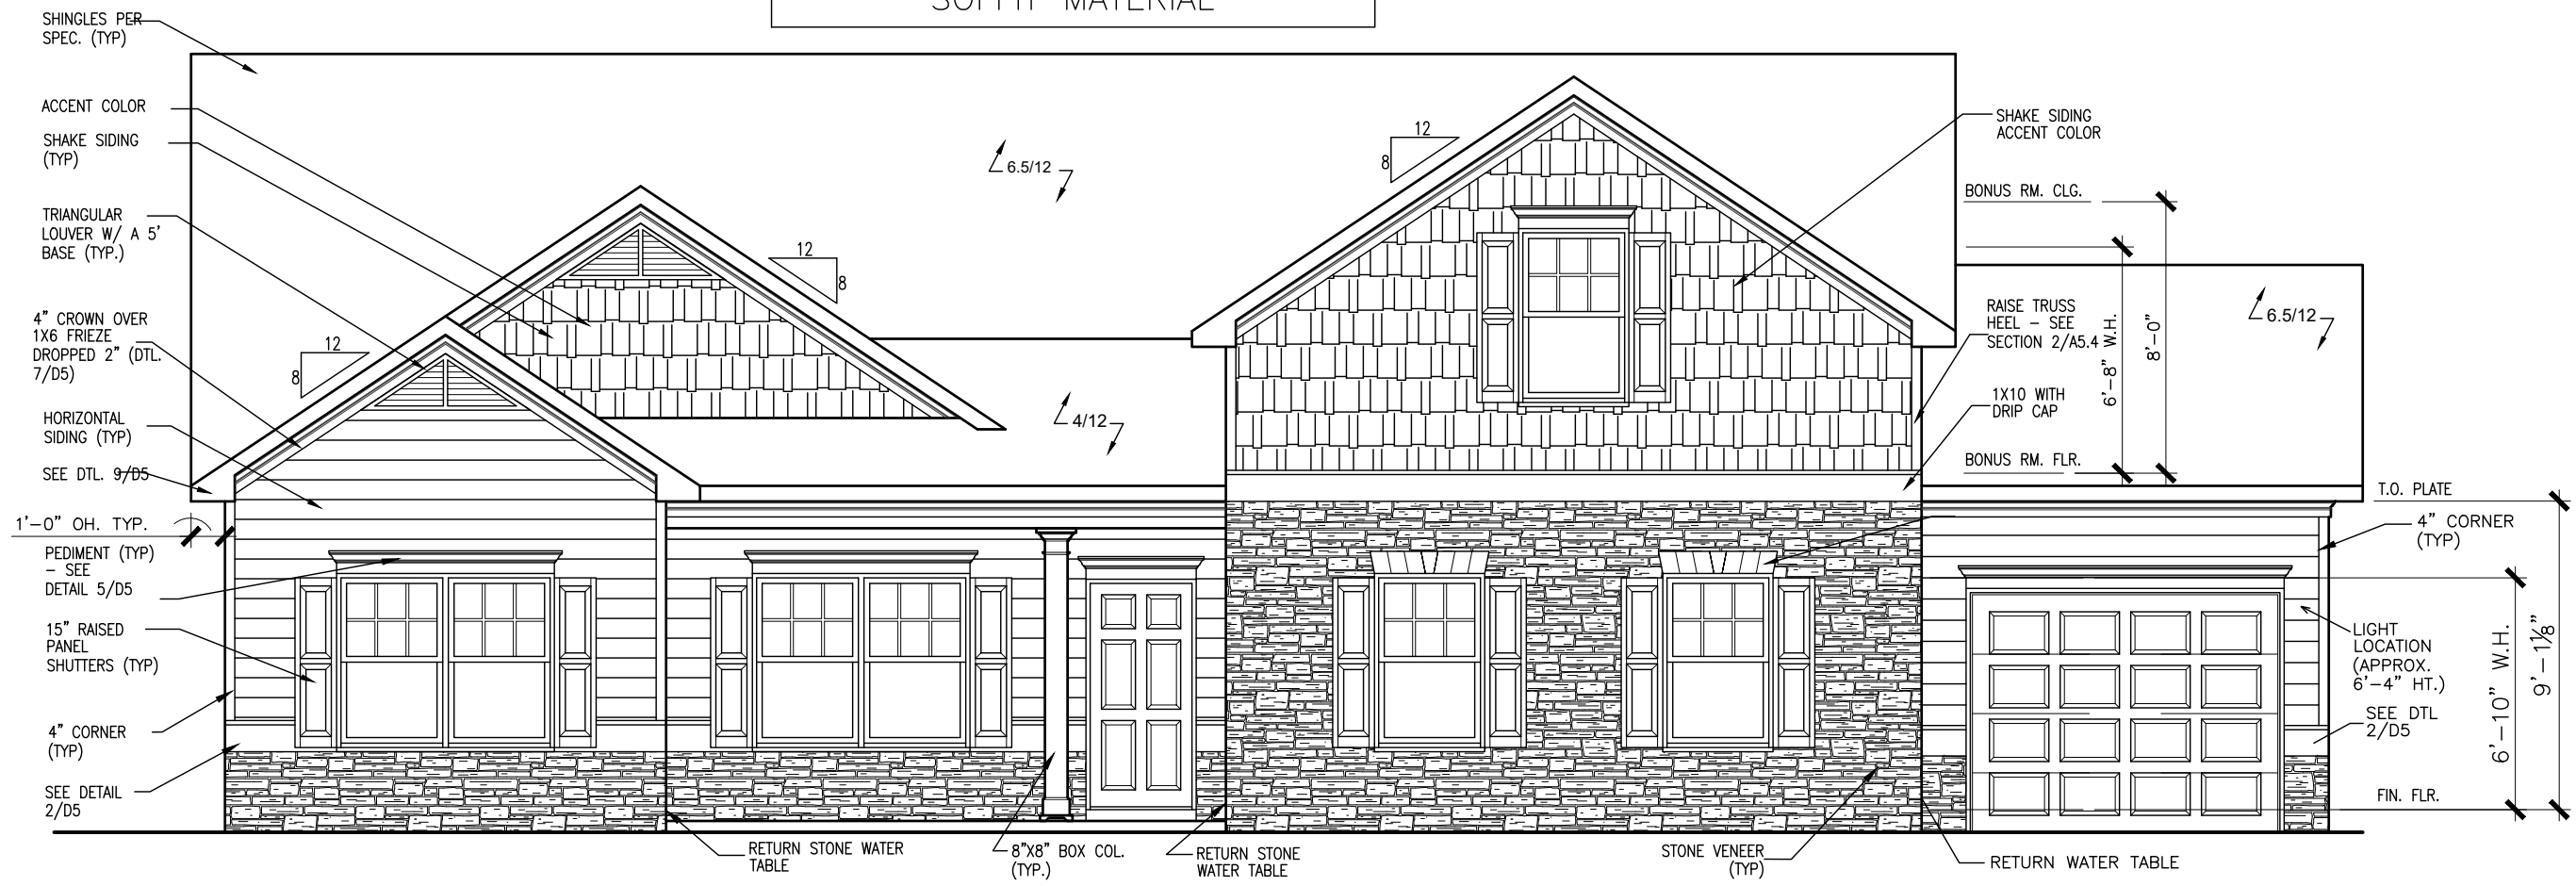 SOFFIT MATERIAL
SHINGLES PER
SPEC. (TYP)
ACCENT COLOR
SHAKE SIDING
(TYP)
TRIANGULAR
LOUVER W/ A 5'
BASE (TYP.)
4" CROWN OVER
1X6 FRIEZE
DROPPED 2" (DTL.
7/D5)
HORIZONTAL
SIDING (TYP)
SEE DTL. 9/D5
1'-0" OH. TYP.
PEDIMENT (TYP)
- SEE
DETAIL 5/D5
15" RAISED
PANEL
SHUTTERS (TYP)
4" CORNER
(TYP)
SEE DETAIL
2/D5
12
8
12
8
6.5/12
4/12
12
8
SHAKE SIDING
ACCENT COLOR
BONUS RM. CLG.
RAISE TRUSS
HEEL - SEE
SECTION 2/A5.4
1X10 WITH
DRIP CAP
BONUS RM. FLR.
6'-8" W.H.
8'-0"
6.5/12
T.O. PLATE
4" CORNER
(TYP)
LIGHT
LOCATION
(APPROX.
6'-4" HT.)
SEE DTL
2/D5
6'-10" W.H.
9'-1⅛"
FIN. FLR.
RETURN STONE WATER
TABLE
8"X8" BOX COL.
(TYP.)
RETURN STONE
WATER TABLE
STONE VENEER
(TYP)
RETURN WATER TABLE